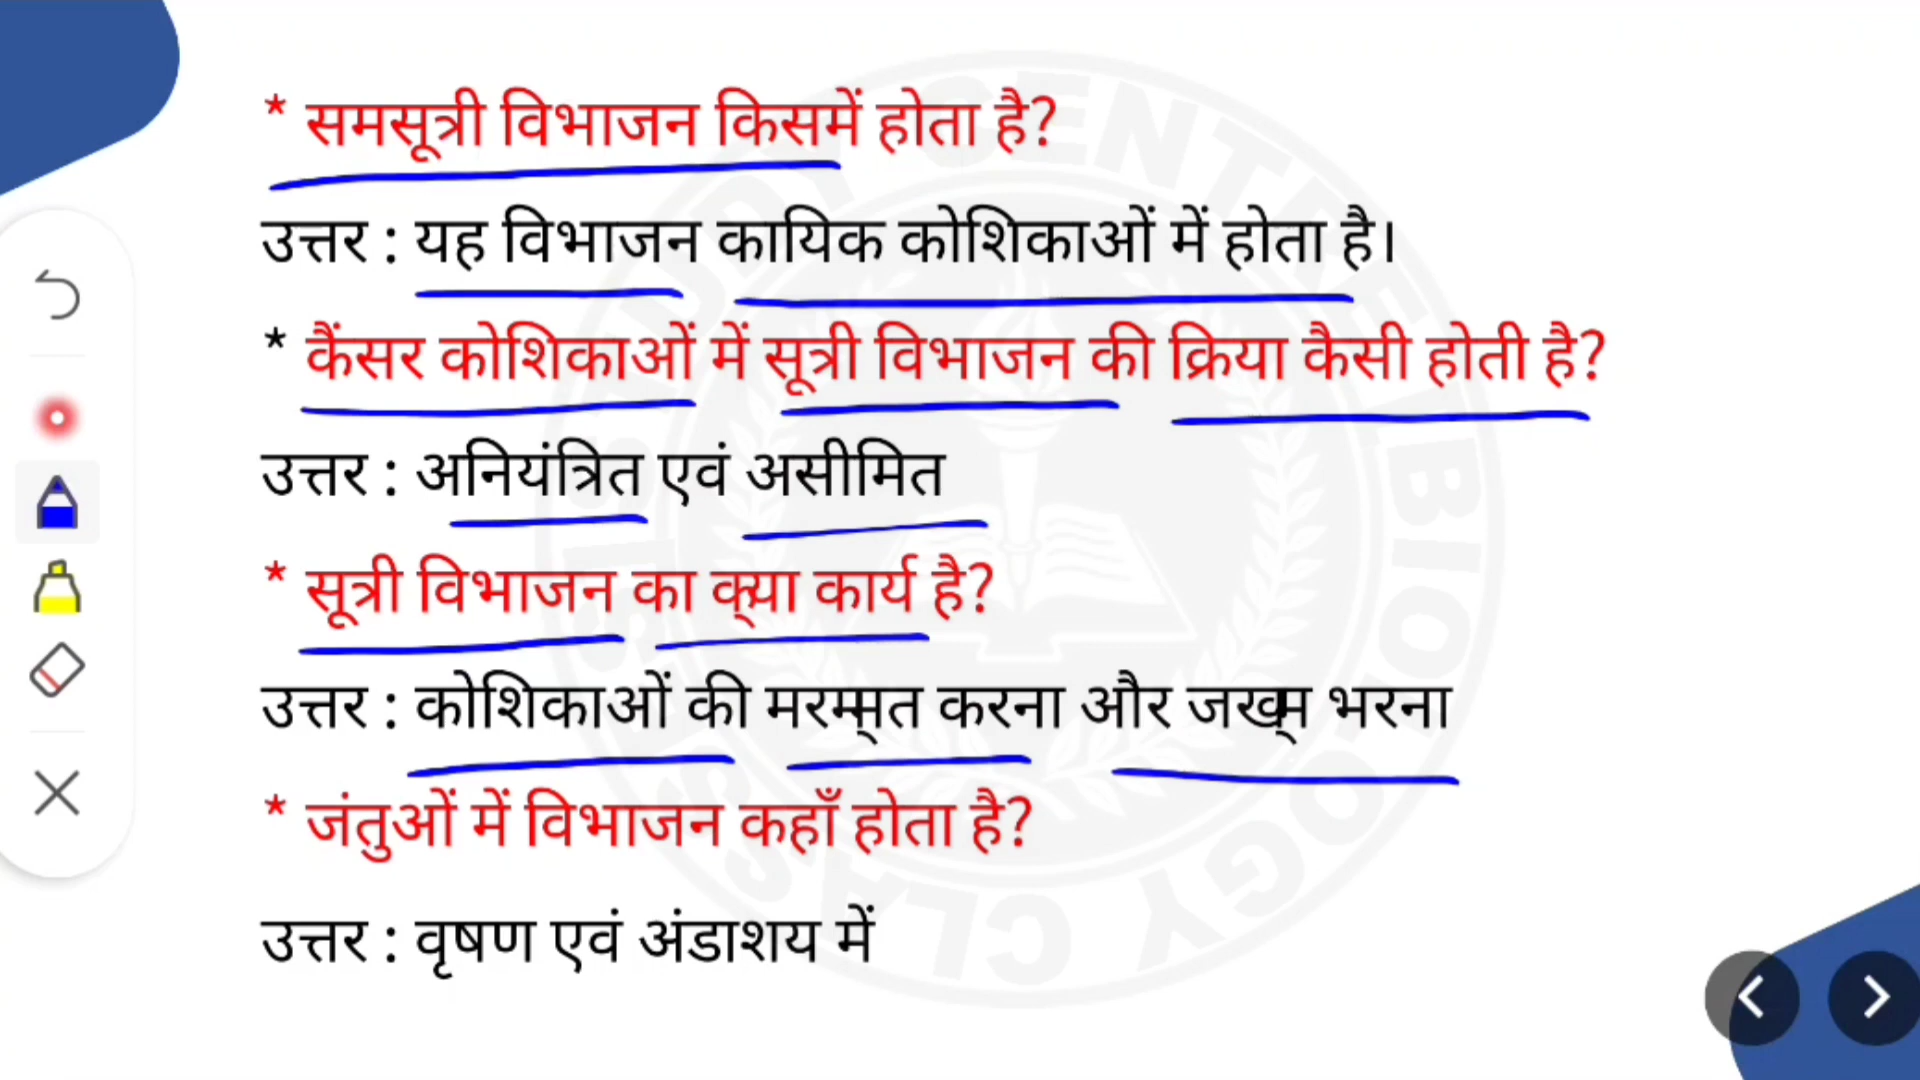 * समसूत्री विभाजन किसमें होता है?
उत्तर : यह विभाजन कायिक कोशिकाओं में होता है।
* कैंसर कोशिकाओं में सूत्री विभाजन की क्रिया कैसी होती है?
उत्तर : अनियंत्रित एवं असीमित
* सूत्री विभाजन का क्या कार्य है?
उत्तर : कोशिकाओं की मरम्मत करना और जख्म भरना
* जंतुओं में विभाजन कहाँ होता है?
उत्तर : वृषण एवं अंडाशय में